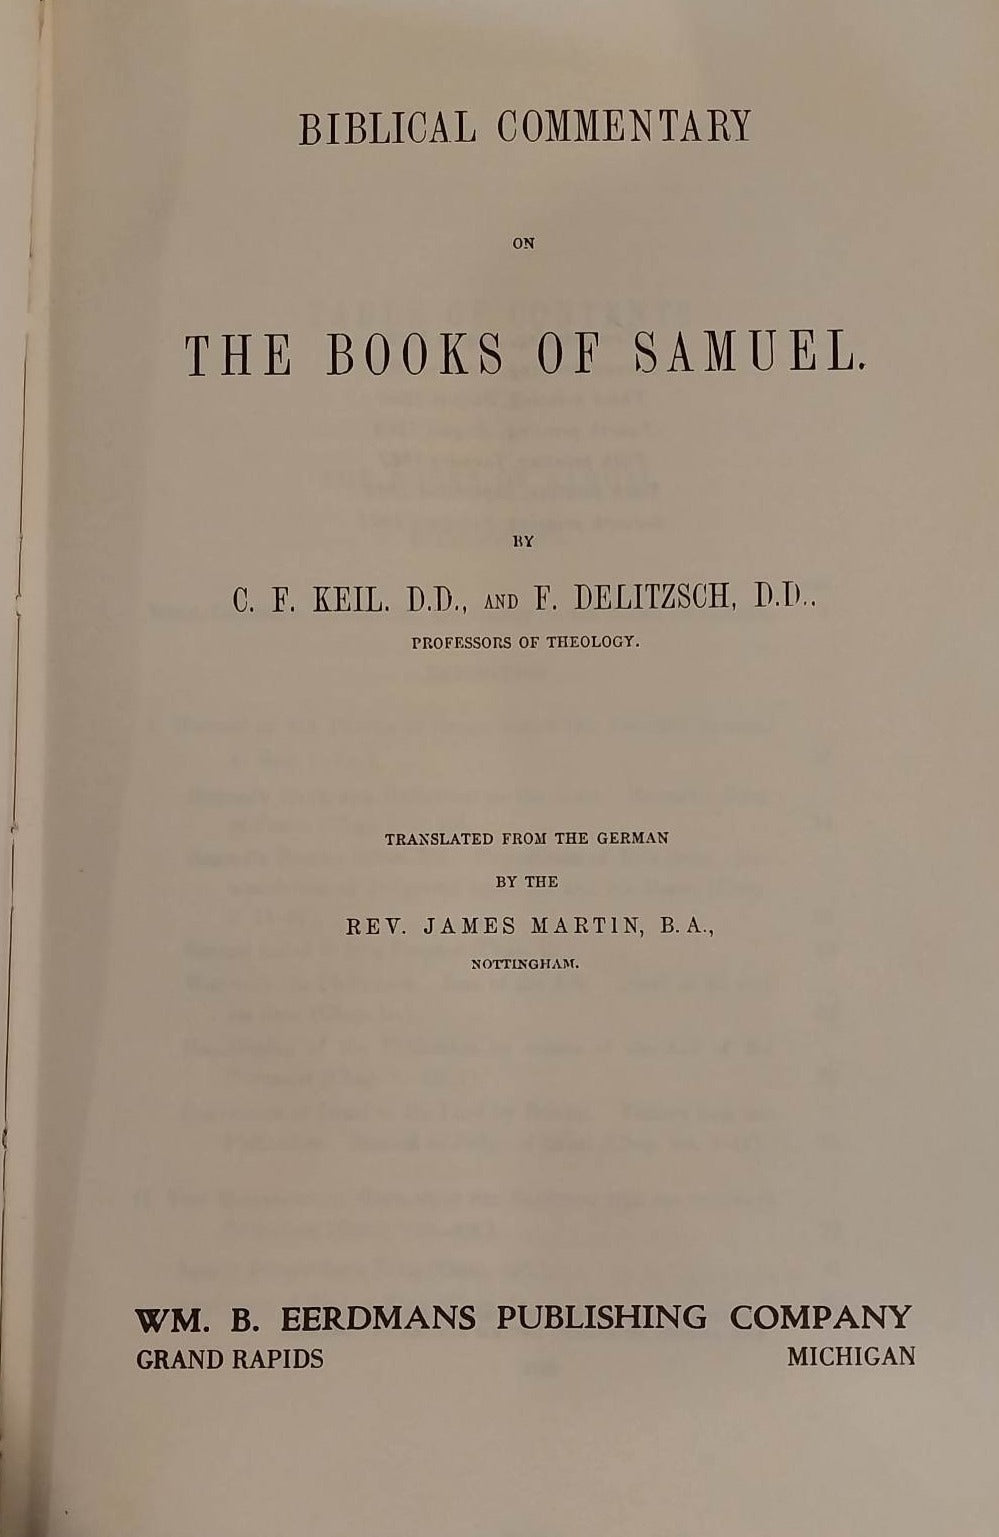 BIBLICAL COMMENTARY
ON
THE BOOKS OF SAMUEL.
BY
C. F. KEIL. D.D., AND F. DELITZSCH, D.D.,
PROFESSORS OF THEOLOGY.
TRANSLATED FROM THE GERMAN
BY THE
REV. JAMES MARTIN, B.A.,
NOTTINGHAM.
WM. B. EERDMANS PUBLISHING COMPANY
GRAND RAPIDS MICHIGAN